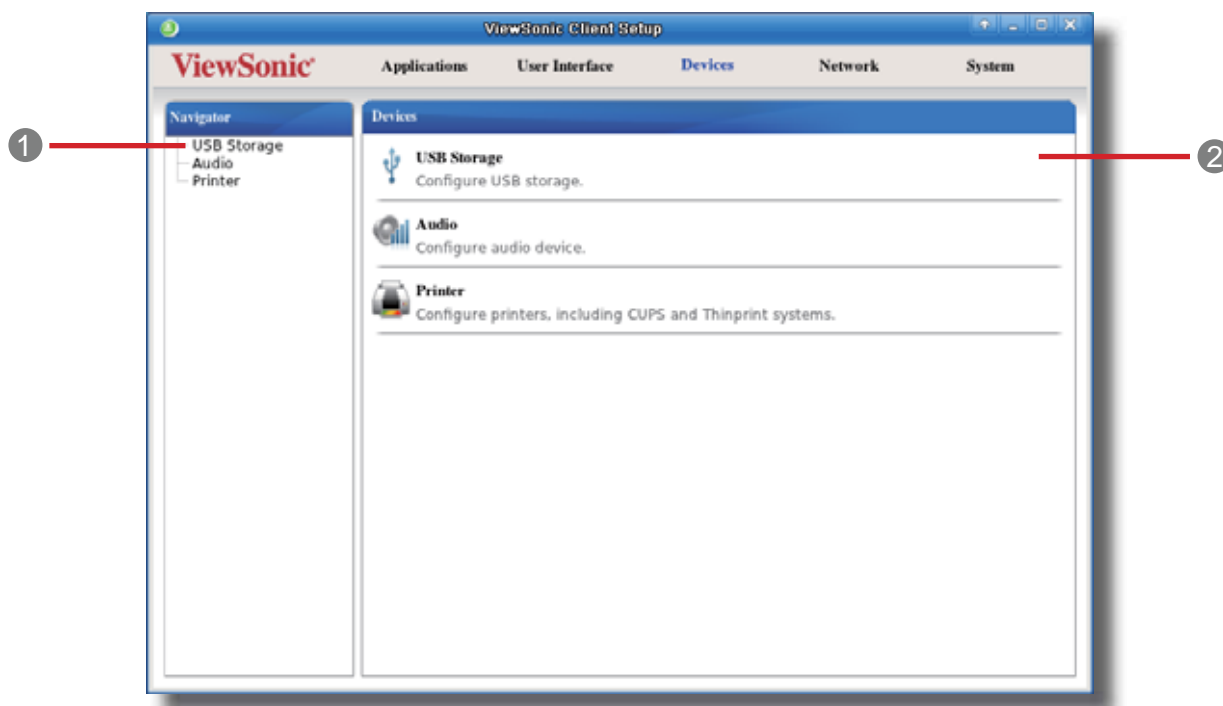 ViewSonic Client Setup
ViewSonic
Applications User Interface Devices Network System
Navigator
USB Storage
Audio
Printer
Devices
USB Storage
Configure USB storage.
Audio
Configure audio device.
Printer
Configure printers, including CUPS and Thinprint systems.
1
2